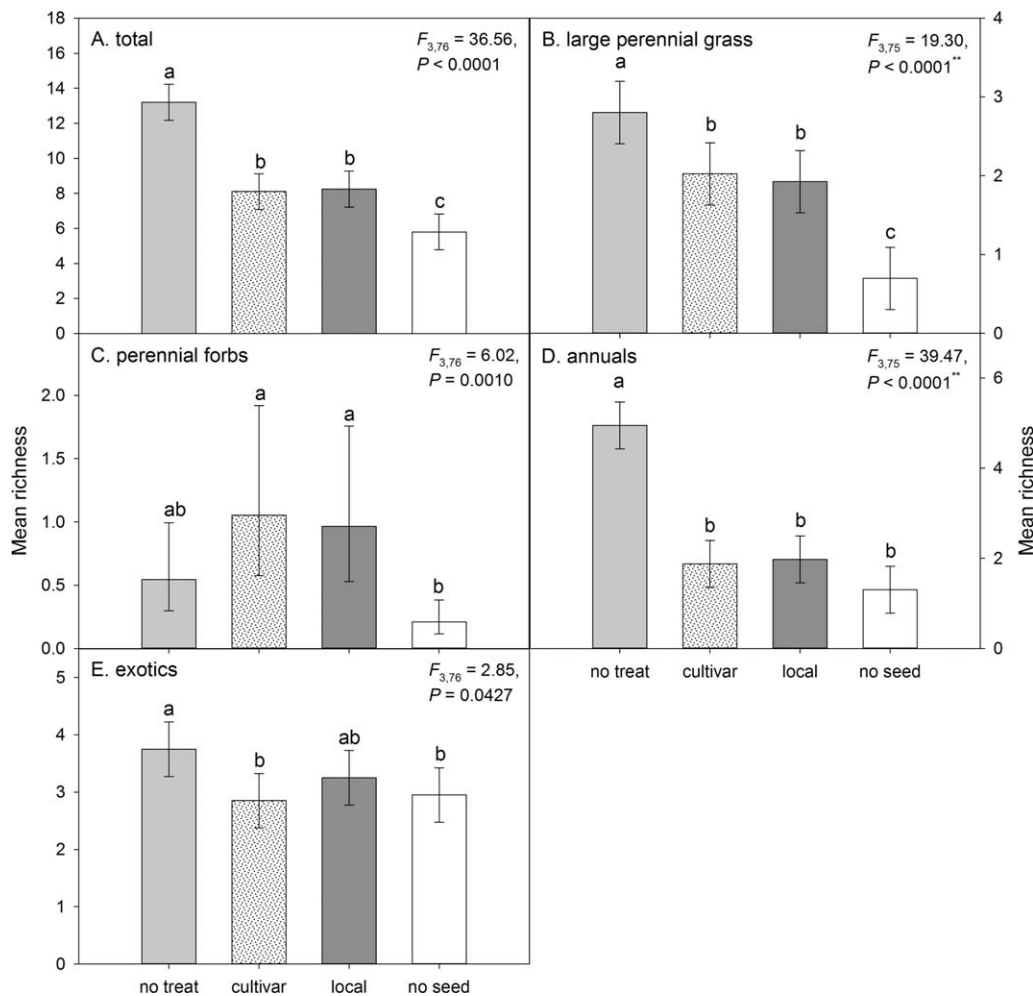 A. total
F3,76 = 36.56,
P < 0.0001
18
16
14
12
10
8
6
4
2
0
a
b
b
c
B. large perennial grass
F3,75 = 19.30,
P < 0.0001**
4
3
2
1
0
a
b
b
c
C. perennial forbs
F3,76 = 6.02,
P = 0.0010
2.0
1.5
1.0
0.5
0.0
ab
a
a
b
Mean richness
D. annuals
F3,75 = 39.47,
P < 0.0001**
6
4
2
0
a
b
b
b
Mean richness
no treat cultivar local no seed
E. exotics
F3,76 = 2.85,
P = 0.0427
5
4
3
2
1
0
a
b
ab
b
no treat cultivar local no seed